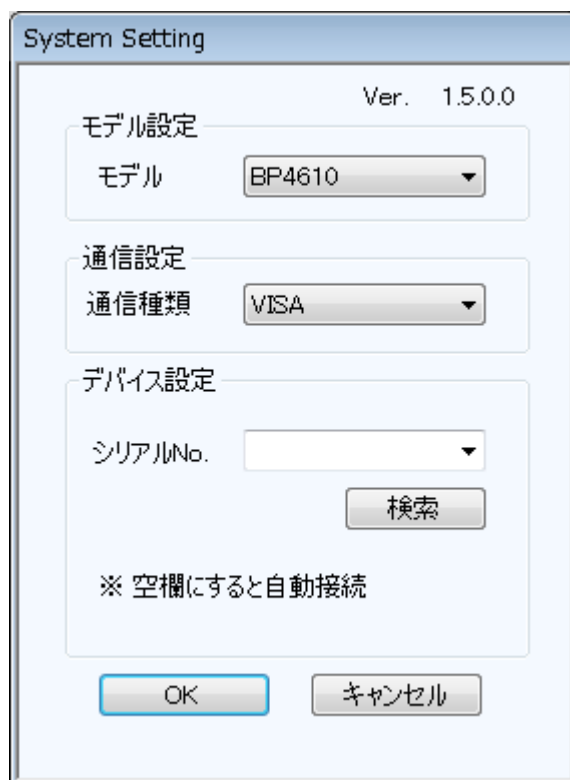 System Setting
Ver. 1.5.0.0
モデル設定
モデル BP4610
通信設定
通信種類 VISA
デバイス設定
シリアルNo.
検索
※ 空欄にすると自動接続
OK キャンセル